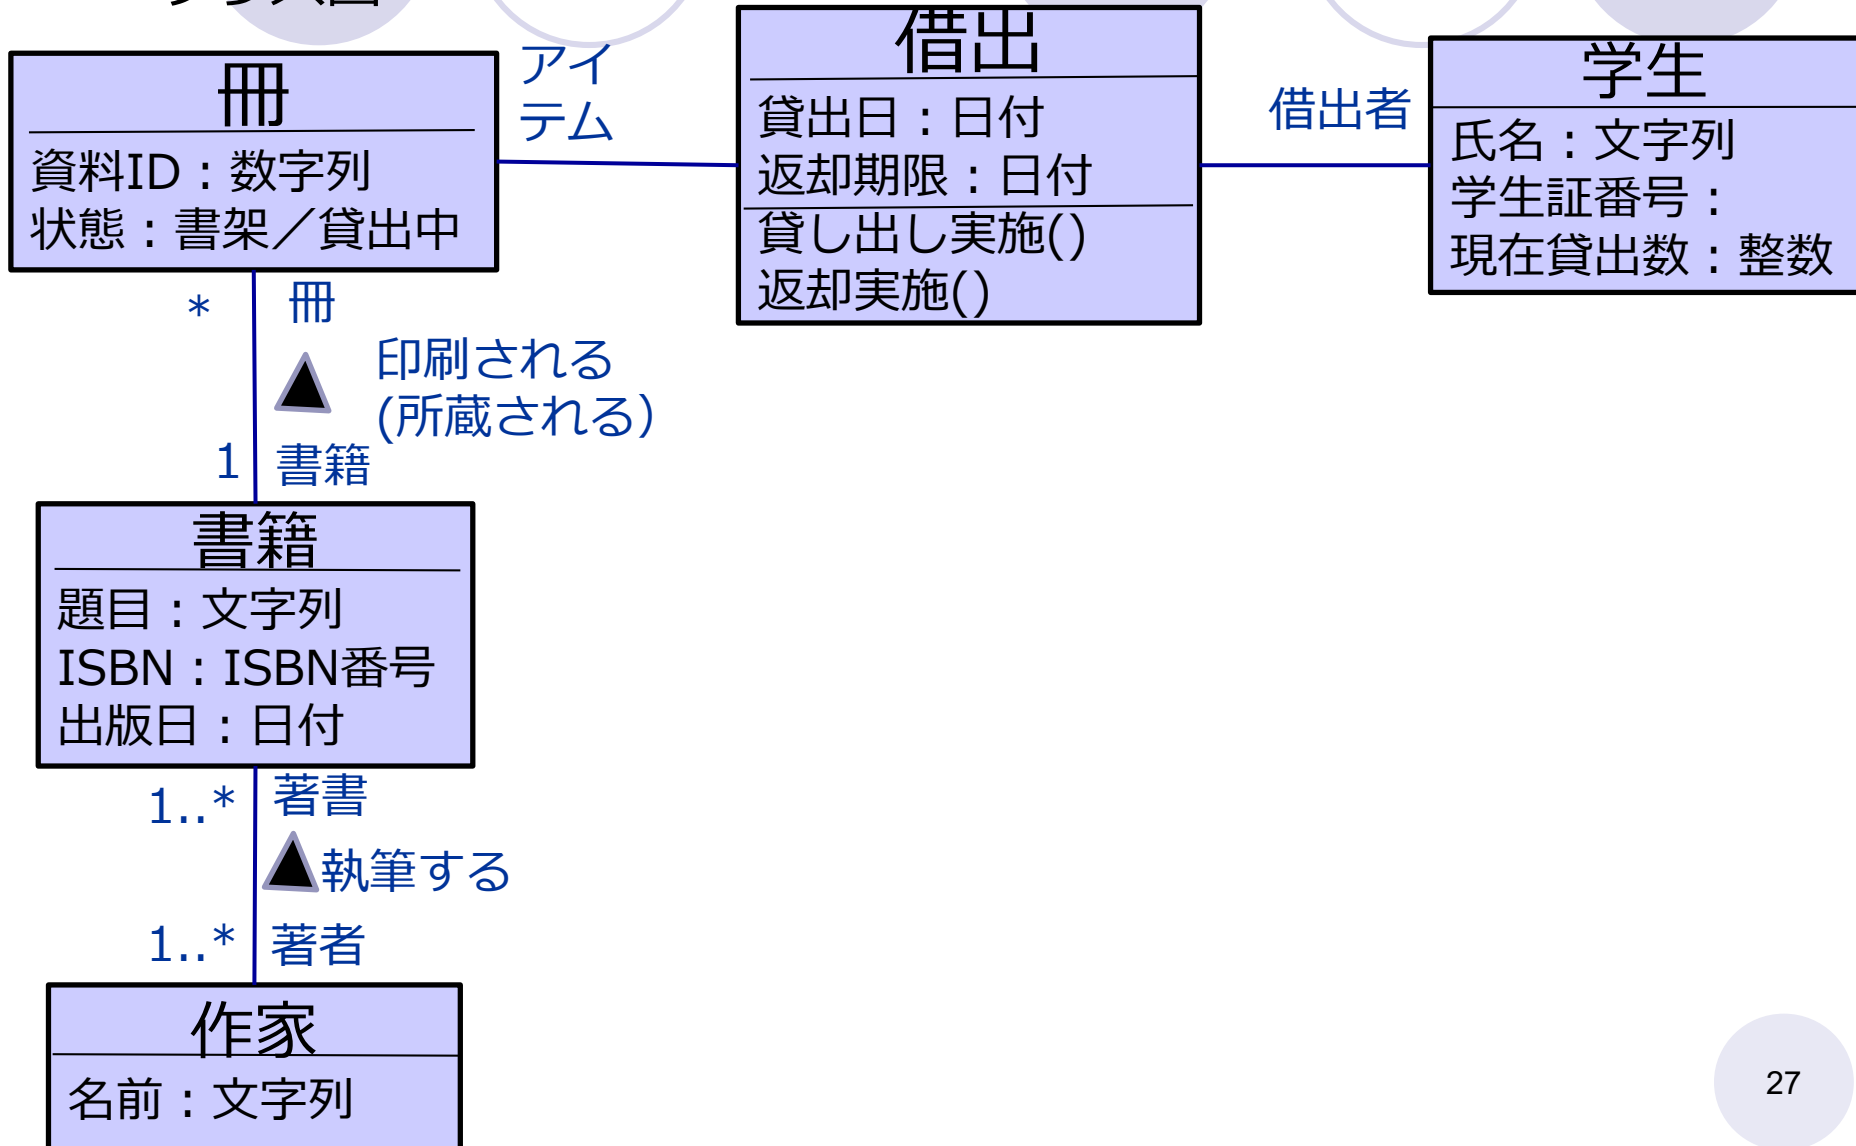 クラス図
冊
資料ID：数字列
状態：書架／貸出中
アイ
テム
借出
貸出日：日付
返却期限：日付
貸し出し実施()
返却実施()
借出者
学生
氏名：文字列
学生証番号：
現在貸出数：整数
* 冊
印刷される
(所蔵される）
1 書籍
書籍
題目：文字列
ISBN：ISBN番号
出版日：日付
1..* 著書
執筆する
1..* 著者
作家
名前：文字列
27